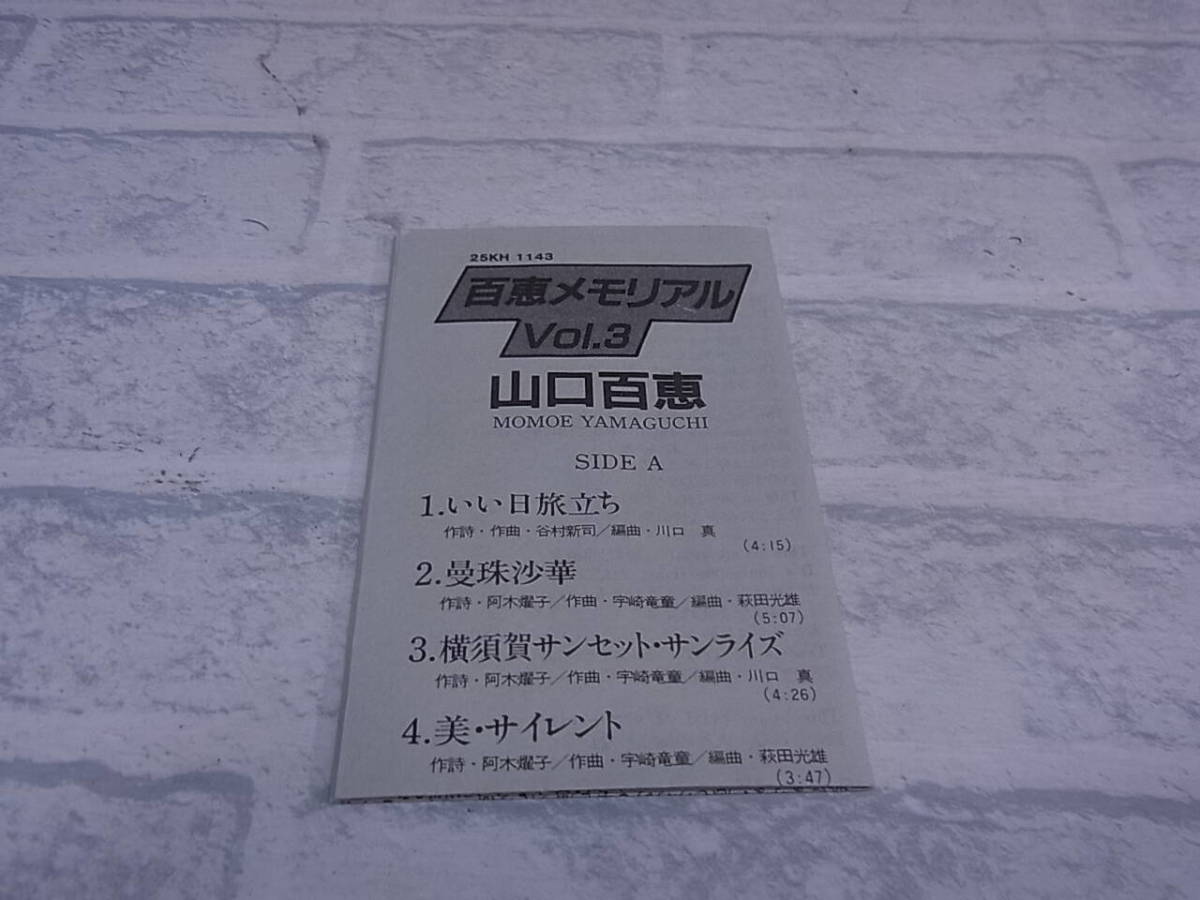 25KH 1143
百恵メモリアル
Vol.3
山口百恵
MOMOE YAMAGUCHI
SIDE A
1.いい日旅立ち
作詩・作曲・谷村新司／編曲・川口　真
(4:15)
2.曼珠沙華
作詩・阿木燿子／作曲・宇崎竜童／編曲・萩田光雄
(5:07)
3.横須賀サンセット・サンライズ
作詩・阿木燿子／作曲・宇崎竜童／編曲・川口　真
(4:26)
4.美・サイレント
作詩・阿木燿子／作曲・宇崎竜童／編曲・萩田光雄
(3:47)